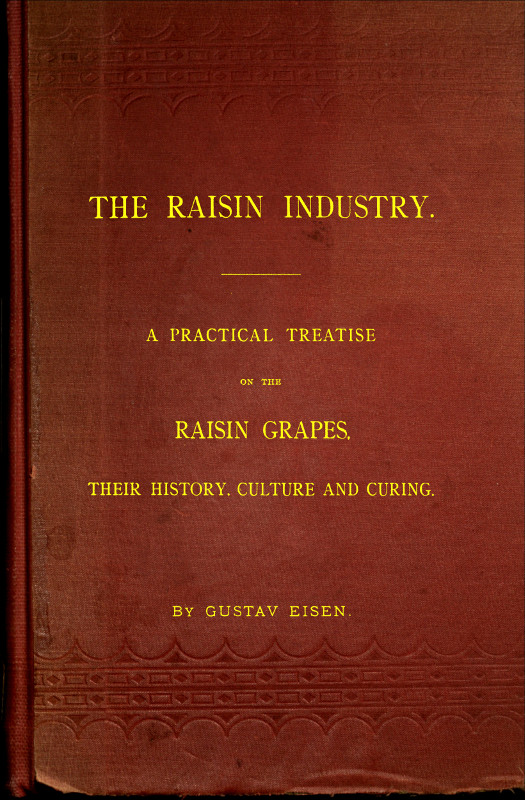 THE RAISIN INDUSTRY.
A PRACTICAL TREATISE
ON THE
RAISIN GRAPES,
THEIR HISTORY. CULTURE AND CURING.
BY GUSTAV EISEN.